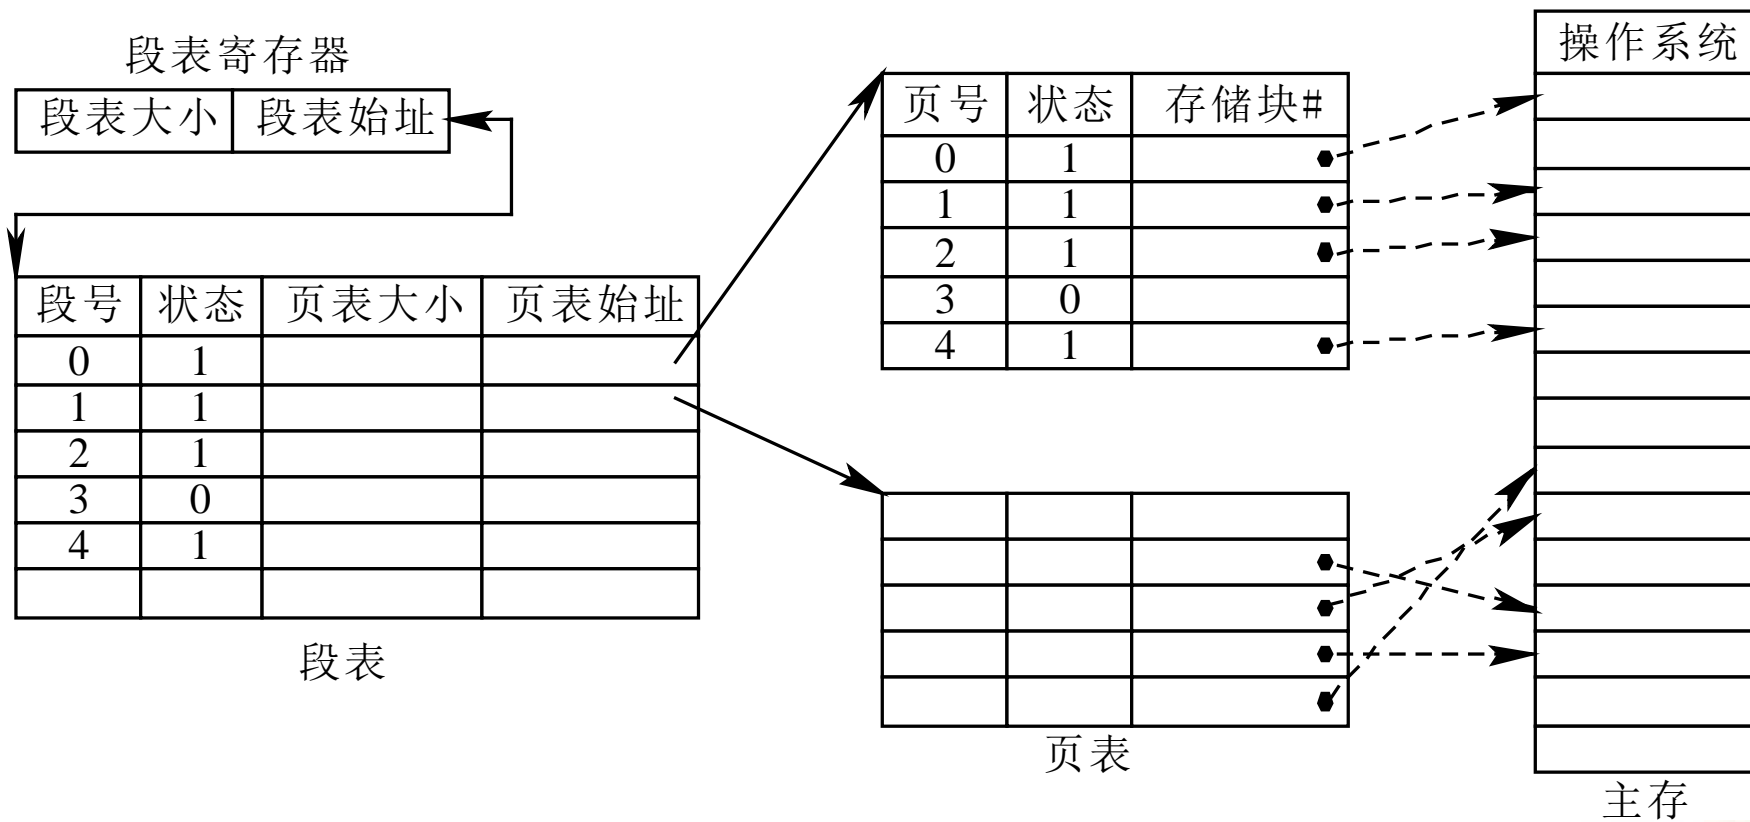 段表寄存器
段表大小 段表始址
段号 状态 页表大小 页表始址
0 1
1 1
2 1
3 0
4 1
段表
页号 状态 存储块#
0 1
1 1
2 1
3 0
4 1
页表
操作系统
主存